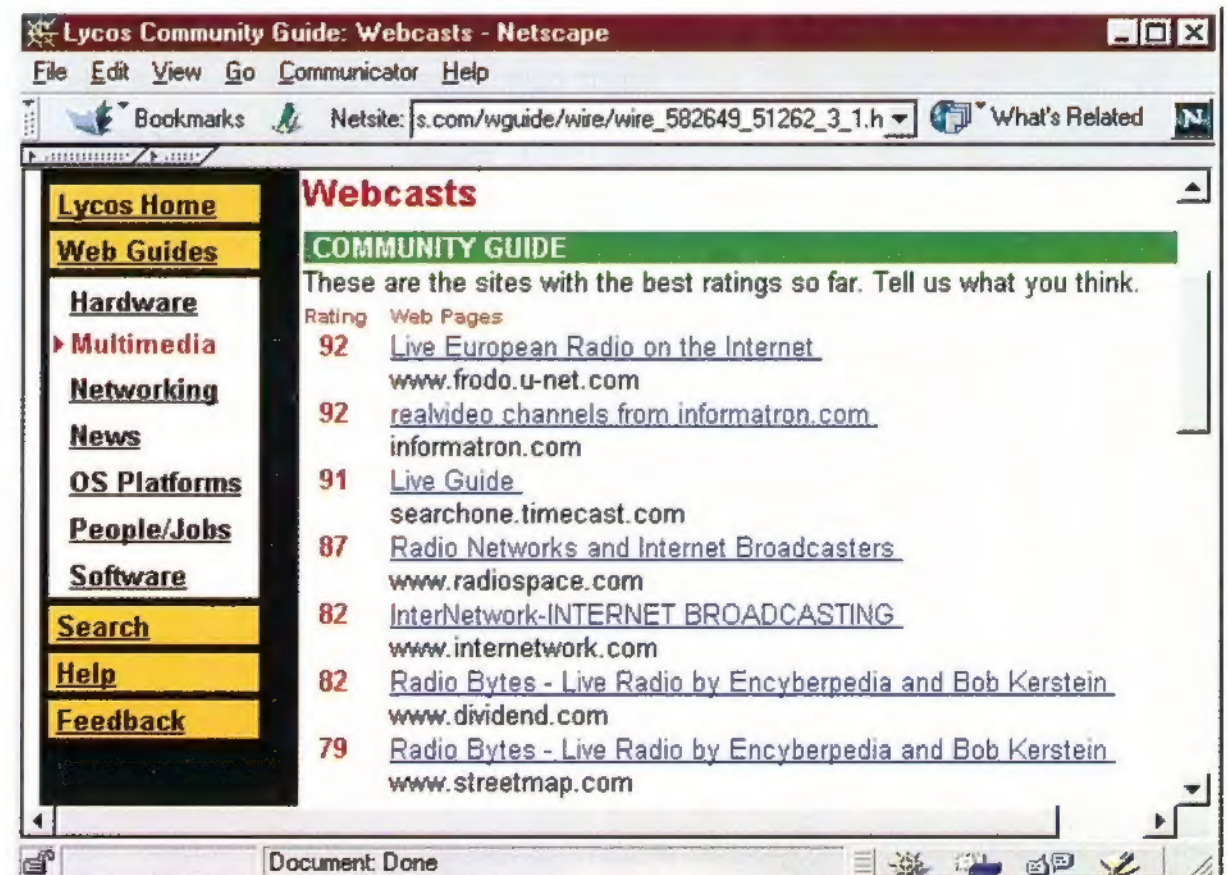 Lycos Community Guide: Webcasts - Netscape
File Edit View Go Communicator Help
Bookmarks Netsite: s.com/wguide/wire/wire_582649_51262_3_1.h What's Related N
Lycos Home
Web Guides
Hardware
Multimedia
Networking
News
OS Platforms
People/Jobs
Software
Search
Help
Feedback
Webcasts
COMMUNITY GUIDE
These are the sites with the best ratings so far. Tell us what you think.
Rating Web Pages
92 Live European Radio on the Internet
www.frodo.u-net.com
92 realvideo channels from informatron.com
informatron.com
91 Live Guide
searchone.timecast.com
87 Radio Networks and Internet Broadcasters
www.radiospace.com
82 InterNetwork-INTERNET BROADCASTING
www.internetwork.com
82 Radio Bytes - Live Radio by Encyberpedia and Bob Kerstein
www.dividend.com
79 Radio Bytes - Live Radio by Encyberpedia and Bob Kerstein
www.streetmap.com
Document: Done